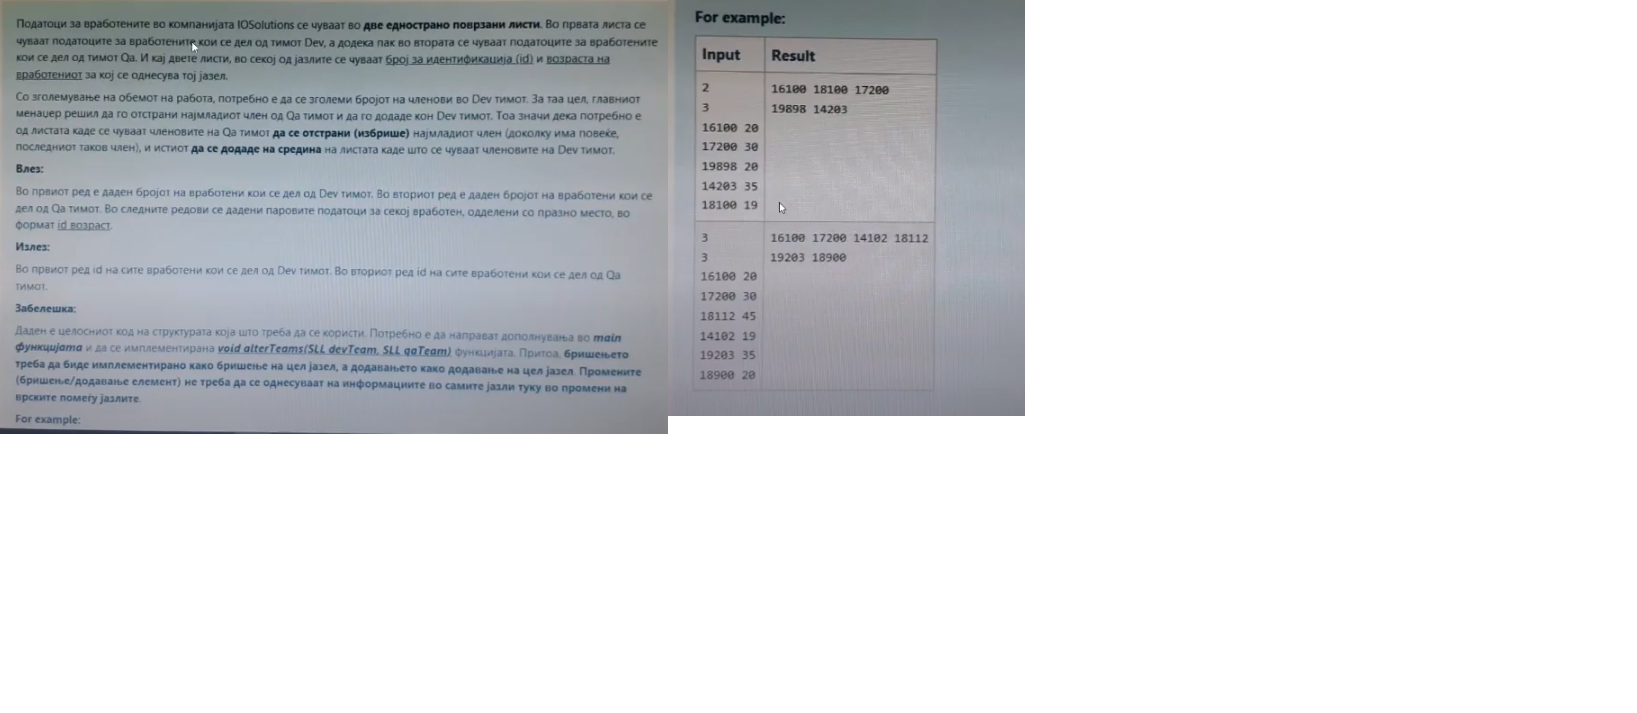 Податоци за вработените во компанијата IOSolutions се чуваат во две еднострано поврзани листи. Во првата листа се
чуваат податоците за вработените кои се дел од тимот Dev, а додека пак во втората се чуваат податоците за вработените
кои се дел од тимот Qa. И кај двете листи, во секој од јазлите се чуваат број за идентификација (id) и возраста на
вработениот за кој се однесува тој јазел.
Со зголемување на обемот на работа, потребно е да се зголеми бројот на членови во Dev тимот. За таа цел, главниот
менаџер решил да го отстрани најмладиот член од Qa тимот и да го додаде кон Dev тимот. Тоа значи дека потребно е
од листата каде се чуваат членовите на Qa тимот да се отстрани (избрише) најмладиот член (доколку има повеќе,
последниот таков член), и истиот да се додаде на средина на листата каде што се чуваат членовите на Dev тимот.
Влез:
Во првиот ред е даден бројот на вработени кои се дел од Dev тимот. Во вториот ред е даден бројот на вработени кои се
дел од Qa тимот. Во следните редови се дадени паровите податоци за секој вработен, одделени со празно место, во
формат id возраст.
Излез:
Во првиот ред id на сите вработени кои се дел од Dev тимот. Во вториот ред id на сите вработени кои се дел од Qa
тимот.
Забелешка:
Даден е целосниот код на структурата која што треба да се користи. Потребно е да направат дополнувања во main
функцијата и да се имплементирана void alterTeams(SLL devTeam, SLL qaTeam) функцијата. Притоа, бришењето
треба да биде имплементирано како бришење на цел јазел, а додавањето како додавање на цел јазел. Промените
(бришење/додавање елемент) не треба да се однесуваат на информациите во самите јазли туку во промени на
врските помеѓу јазлите.
For example:
For example:
Input Result
2 16100 18100 17200
3 19898 14203
16100 20
17200 30
19898 20
14203 35
18100 19
3 16100 17200 14102 18112
3 19203 18900
16100 20
17200 30
18112 45
14102 19
19203 35
18900 20